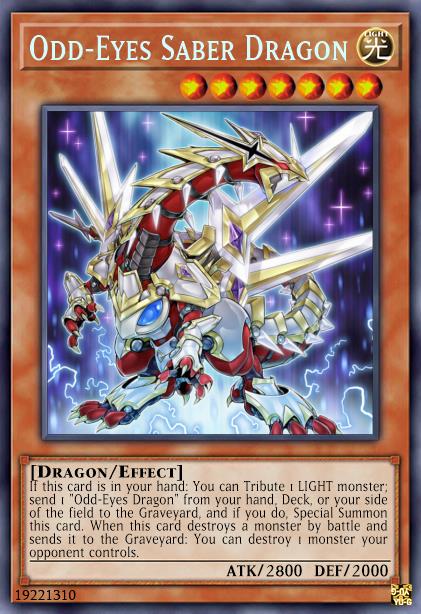 ODD-EYES SABER DRAGON
LIGHT
光
[DRAGON/EFFECT]
If this card is in your hand: You can Tribute 1 LIGHT monster;
send 1 "Odd-Eyes Dragon" from your hand, Deck, or your side
of the field to the Graveyard, and if you do, Special Summon
this card. When this card destroys a monster by battle and
sends it to the Graveyard: You can destroy 1 monster your
opponent controls.
ATK/2800 DEF/2000
19221310